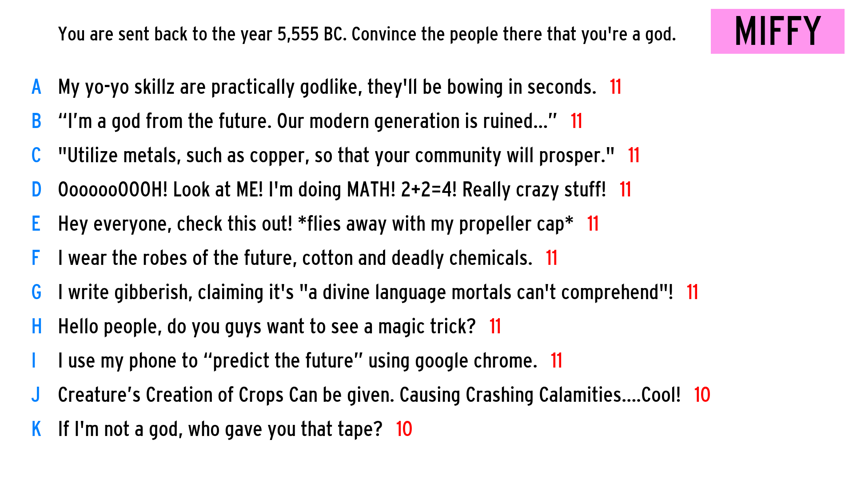 You are sent back to the year 5,555 BC. Convince the people there that you're a god.
MIFFY
A My yo-yo skillz are practically godlike, they'll be bowing in seconds. 11
B “I’m a god from the future. Our modern generation is ruined...” 11
C "Utilize metals, such as copper, so that your community will prosper." 11
D OoooooOOOH! Look at ME! I'm doing MATH! 2+2=4! Really crazy stuff! 11
E Hey everyone, check this out! *flies away with my propeller cap* 11
F I wear the robes of the future, cotton and deadly chemicals. 11
G I write gibberish, claiming it's "a divine language mortals can't comprehend"! 11
H Hello people, do you guys want to see a magic trick? 11
I I use my phone to “predict the future” using google chrome. 11
J Creature’s Creation of Crops Can be given. Causing Crashing Calamities....Cool! 10
K If I'm not a god, who gave you that tape? 10